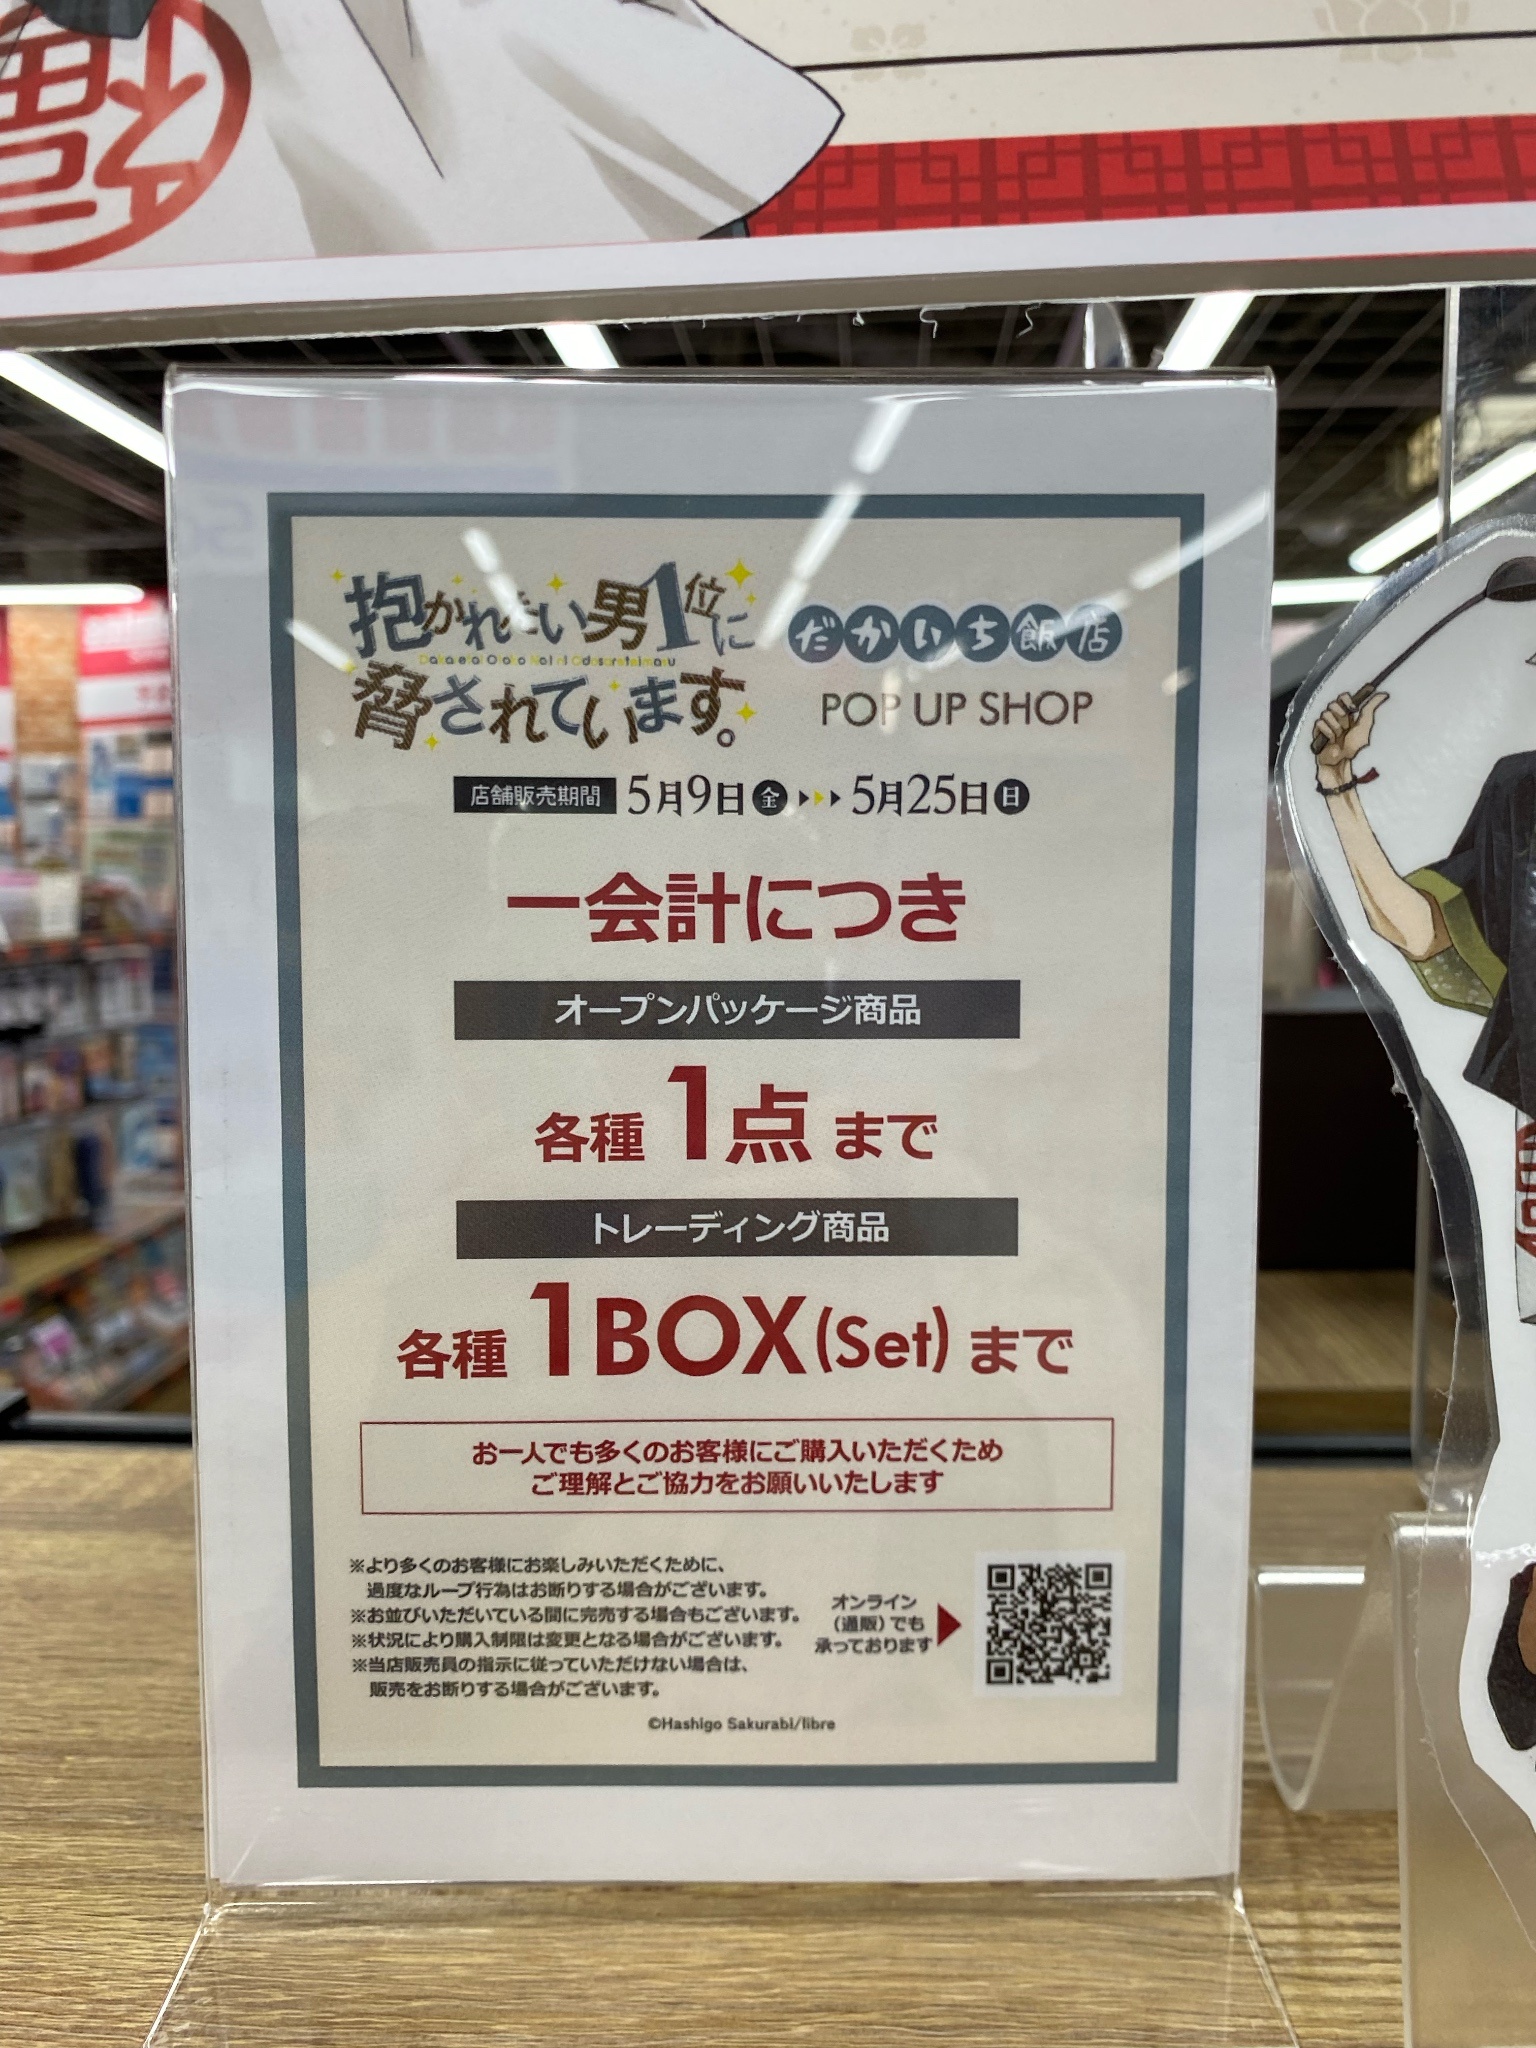 抱かれたい男1位に
Dakaretai Otoko No1 ni Odosareteimasu
脅されています。
だかいち飯店
POP UP SHOP
店舗販売期間 5月9日金 5月25日日
一会計につき
オープンパッケージ商品
各種 1点 まで
トレーディング商品
各種 1BOX(Set) まで
お一人でも多くのお客様にご購入いただくため
ご理解とご協力をお願いいたします
※より多くのお客様にお楽しみいただくために、
過度なループ行為はお断りする場合がございます。
※お並びいただいている間に完売する場合もございます。
※状況により購入制限は変更となる場合がございます。
※当店販売員の指示に従っていただけない場合は、
販売をお断りする場合がございます。
オンライン
(通販)でも
承っております
©Hashigo Sakurabi/libre